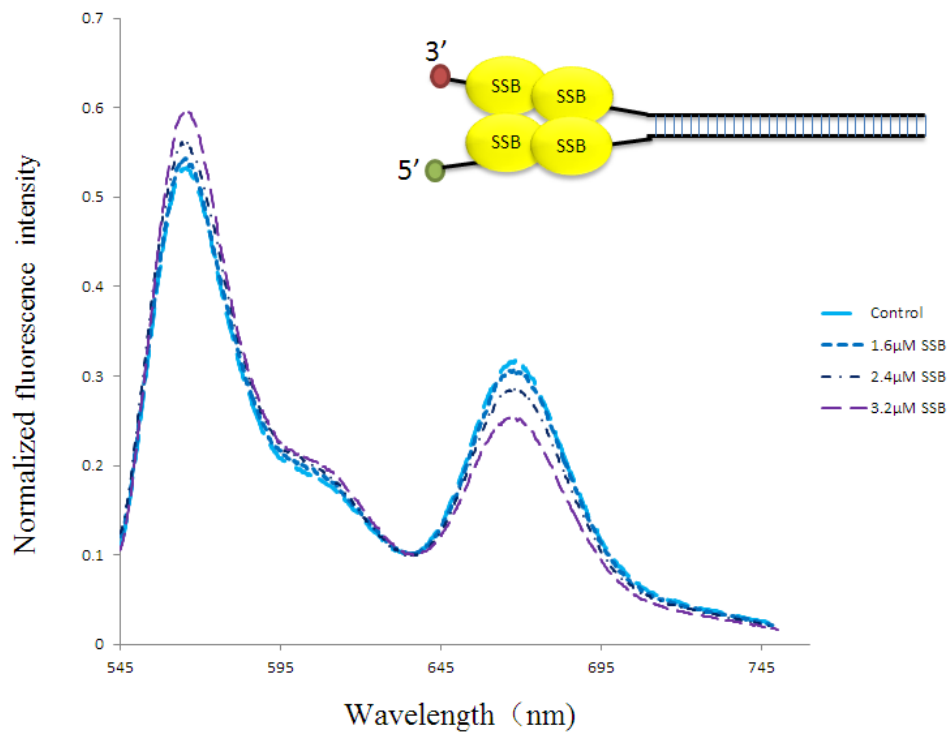 0.7
0.6
0.5
0.4
0.3
0.2
0.1
0
545
595
645
695
745
Normalized fluorescence intensity
Wavelength（nm)
3’
SSB
SSB
SSB
SSB
5’
Control
1.6μM SSB
2.4μM SSB
3.2μM SSB